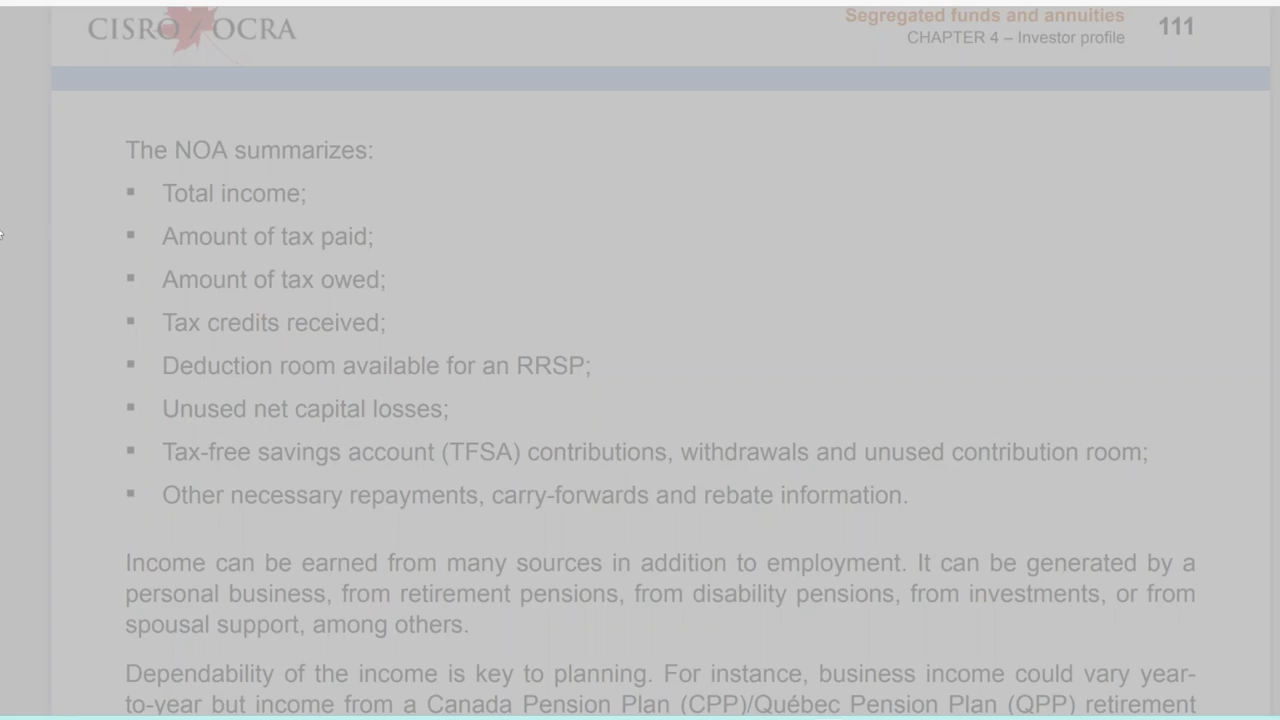 CISRO / OCRA
Segregated funds and annuities
CHAPTER 4 – Investor profile
111
The NOA summarizes:
▪ Total income;
▪ Amount of tax paid;
▪ Amount of tax owed;
▪ Tax credits received;
▪ Deduction room available for an RRSP;
▪ Unused net capital losses;
▪ Tax-free savings account (TFSA) contributions, withdrawals and unused contribution room;
▪ Other necessary repayments, carry-forwards and rebate information.
Income can be earned from many sources in addition to employment. It can be generated by a
personal business, from retirement pensions, from disability pensions, from investments, or from
spousal support, among others.
Dependability of the income is key to planning. For instance, business income could vary year-
to-year but income from a Canada Pension Plan (CPP)/Québec Pension Plan (QPP) retirement